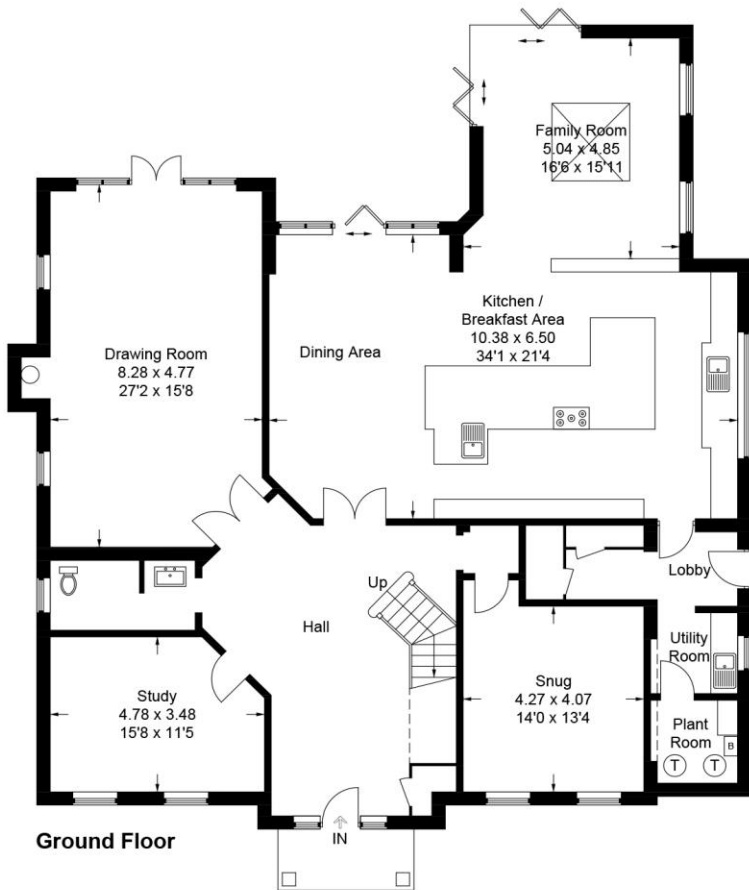 Family Room
5.04 x 4.85
16'6 x 15'11
Kitchen /
Breakfast Area
10.38 x 6.50
34'1 x 21'4
Drawing Room
8.28 x 4.77
27'2 x 15'8
Dining Area
Up
Lobby
Hall
Utility
Room
Snug
4.27 x 4.07
14'0 x 13'4
Study
4.78 x 3.48
15'8 x 11'5
Plant
Room
B
T
T
IN
Ground Floor